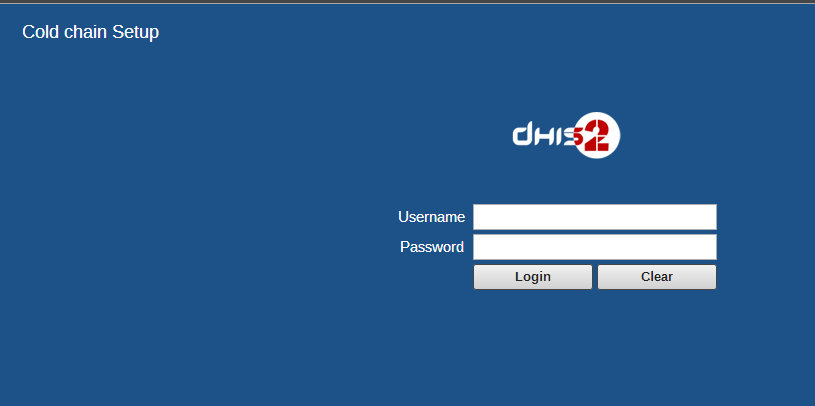 Cold chain Setup
dhis2
Username
Password
Login Clear